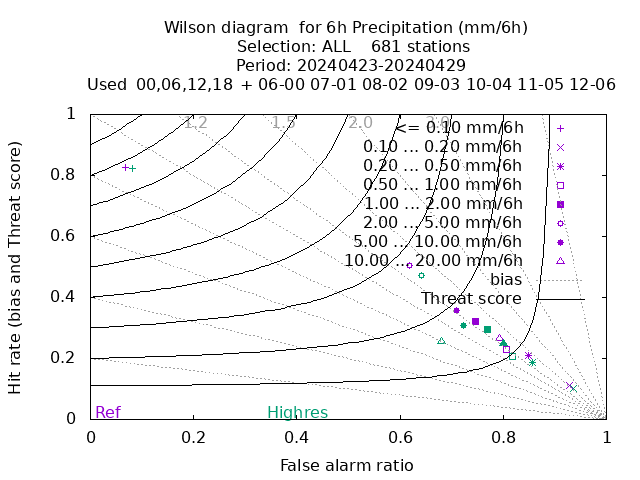 Wilson diagram  for 6h Precipitation (mm/6h)
Selection: ALL    681 stations
Period: 20240423-20240429
Used  00,06,12,18  + 06-00 07-01 08-02 09-03 10-04 11-05 12-06
1.2 1.5 2.0 3.0
<= 0.10 mm/6h
0.10 ... 0.20 mm/6h
0.20 ... 0.50 mm/6h
0.50 ... 1.00 mm/6h
1.00 ... 2.00 mm/6h
2.00 ... 5.00 mm/6h
5.00 ... 10.00 mm/6h
10.00 ... 20.00 mm/6h
bias
Threat score
1
0.8
0.6
0.4
0.2
0
Hit rate (bias and Threat score)
Ref Highres
0 0.2 0.4 0.6 0.8 1
False alarm ratio